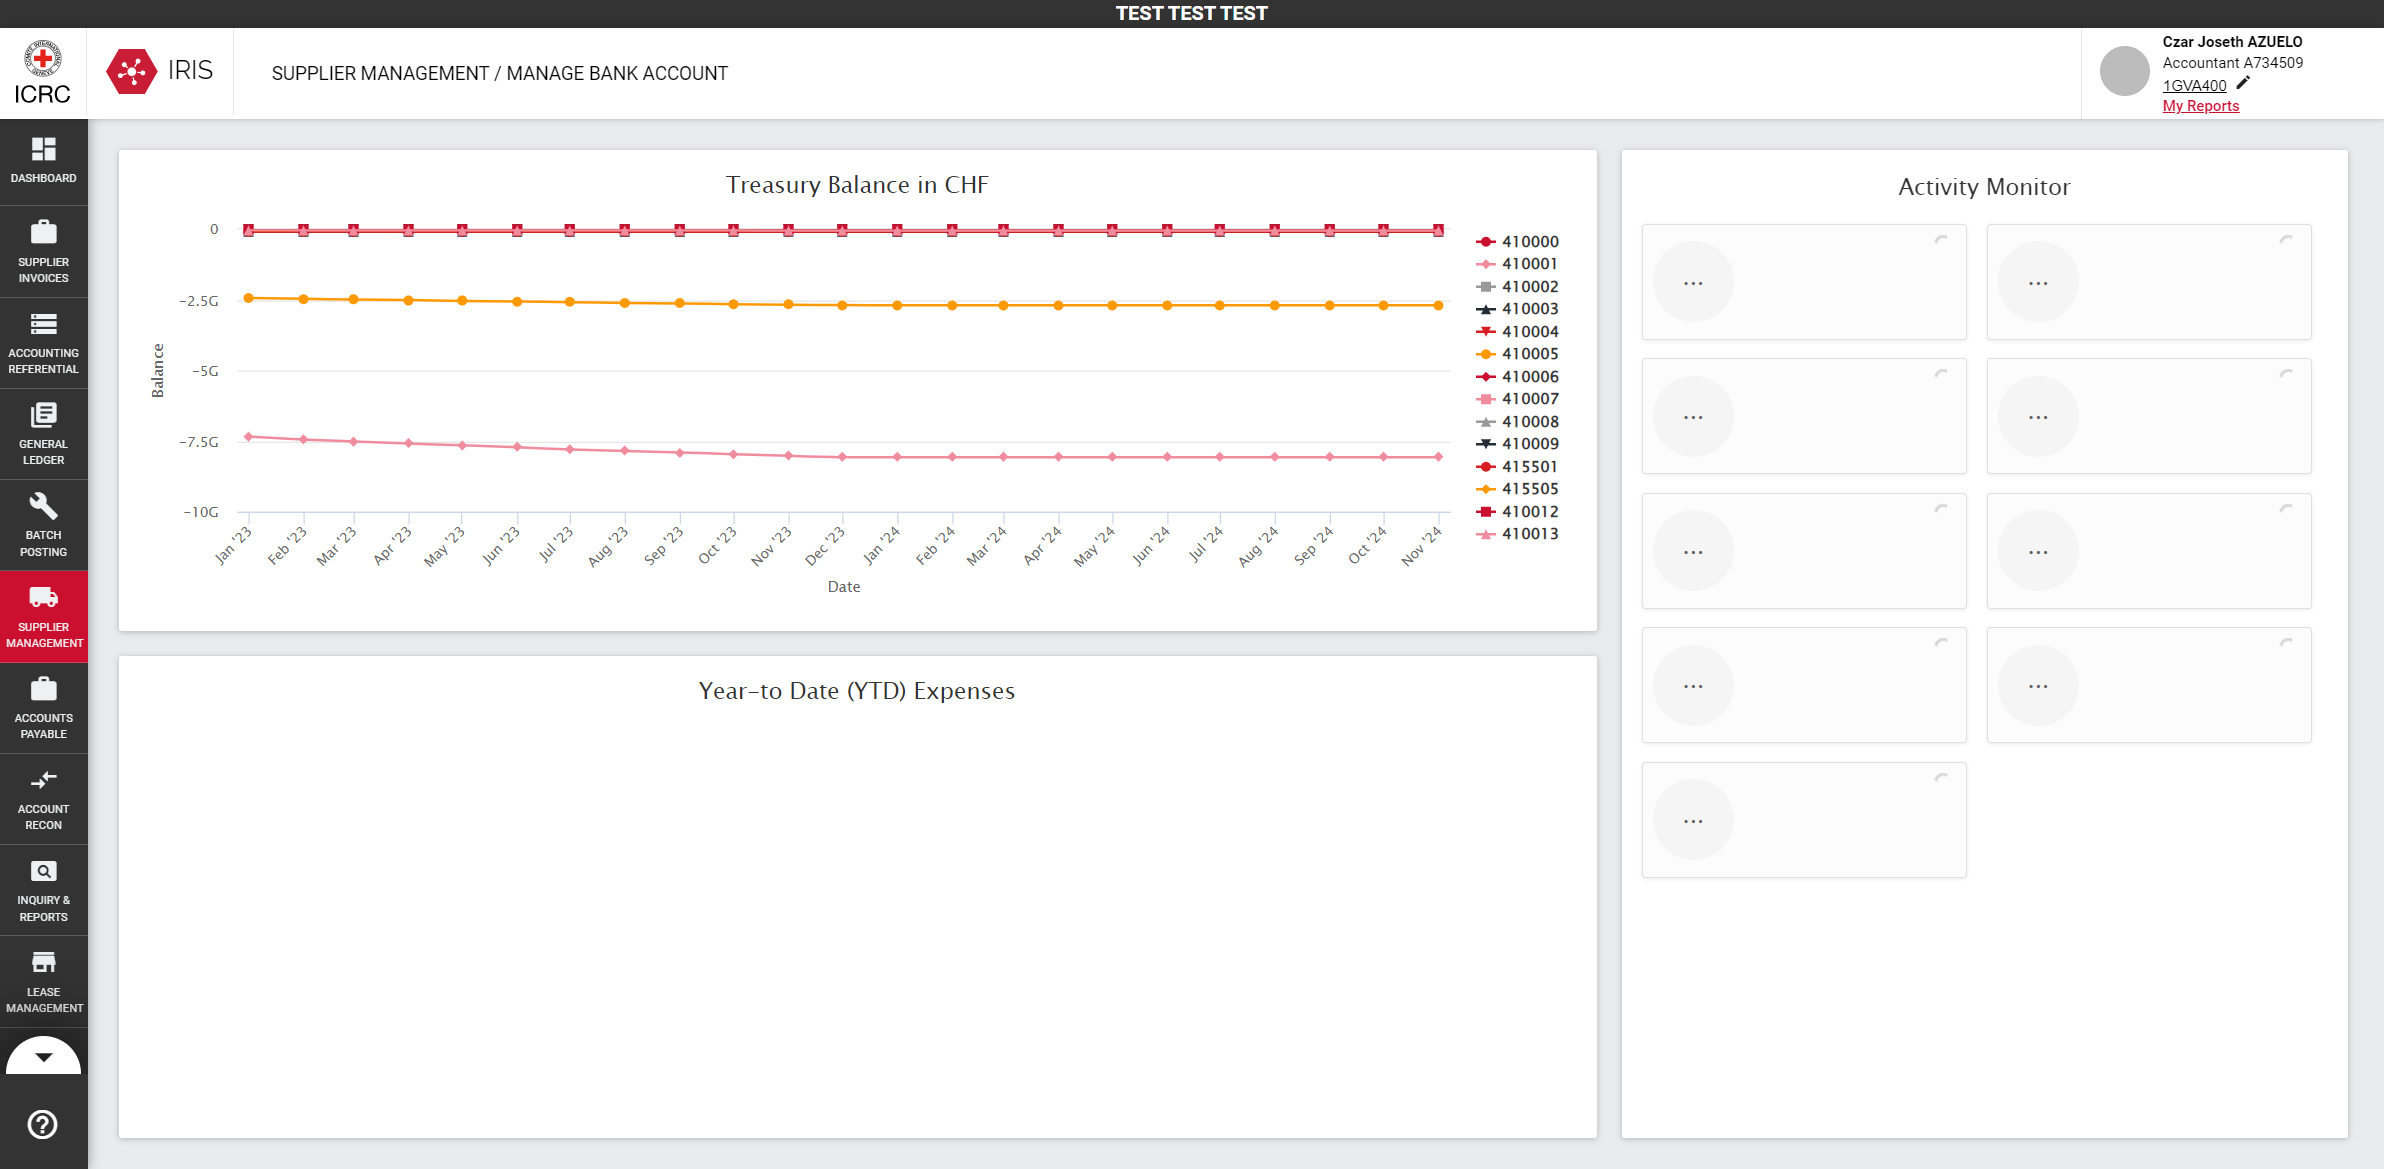 TEST TEST TEST
ICRC
IRIS
SUPPLIER MANAGEMENT / MANAGE BANK ACCOUNT
Czar Joseth AZUELO
Accountant A734509
1GVA400
My Reports
DASHBOARD
SUPPLIER
INVOICES
ACCOUNTING
REFERENTIAL
GENERAL
LEDGER
BATCH
POSTING
SUPPLIER
MANAGEMENT
ACCOUNTS
PAYABLE
ACCOUNT
RECON
INQUIRY &
REPORTS
LEASE
MANAGEMENT
Treasury Balance in CHF
Balance
0
−2.5G
−5G
−7.5G
−10G
Jan '23
Feb '23
Mar '23
Apr '23
May '23
Jun '23
Jul '23
Aug '23
Sep '23
Oct '23
Nov '23
Dec '23
Jan '24
Feb '24
Mar '24
Apr '24
May '24
Jun '24
Jul '24
Aug '24
Sep '24
Oct '24
Nov '24
Date
410000
410001
410002
410003
410004
410005
410006
410007
410008
410009
415501
415505
410012
410013
Year-to Date (YTD) Expenses
Activity Monitor
...
...
...
...
...
...
...
...
...